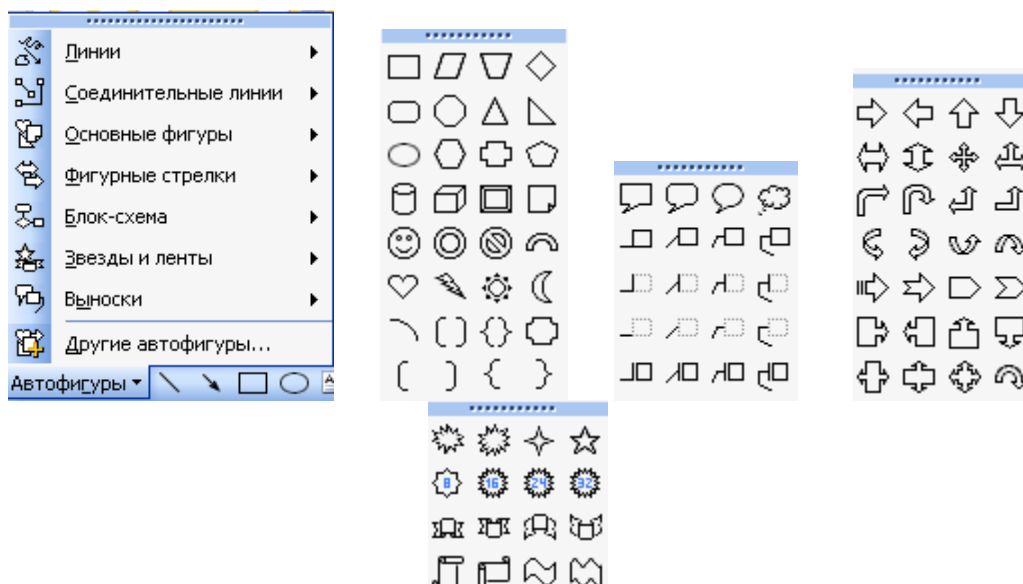 Линии
Соединительные линии
Основные фигуры
Фигурные стрелки
Блок-схема
Звезды и ленты
Выноски
Другие автофигуры...
Автофигуры
8 16 24 32